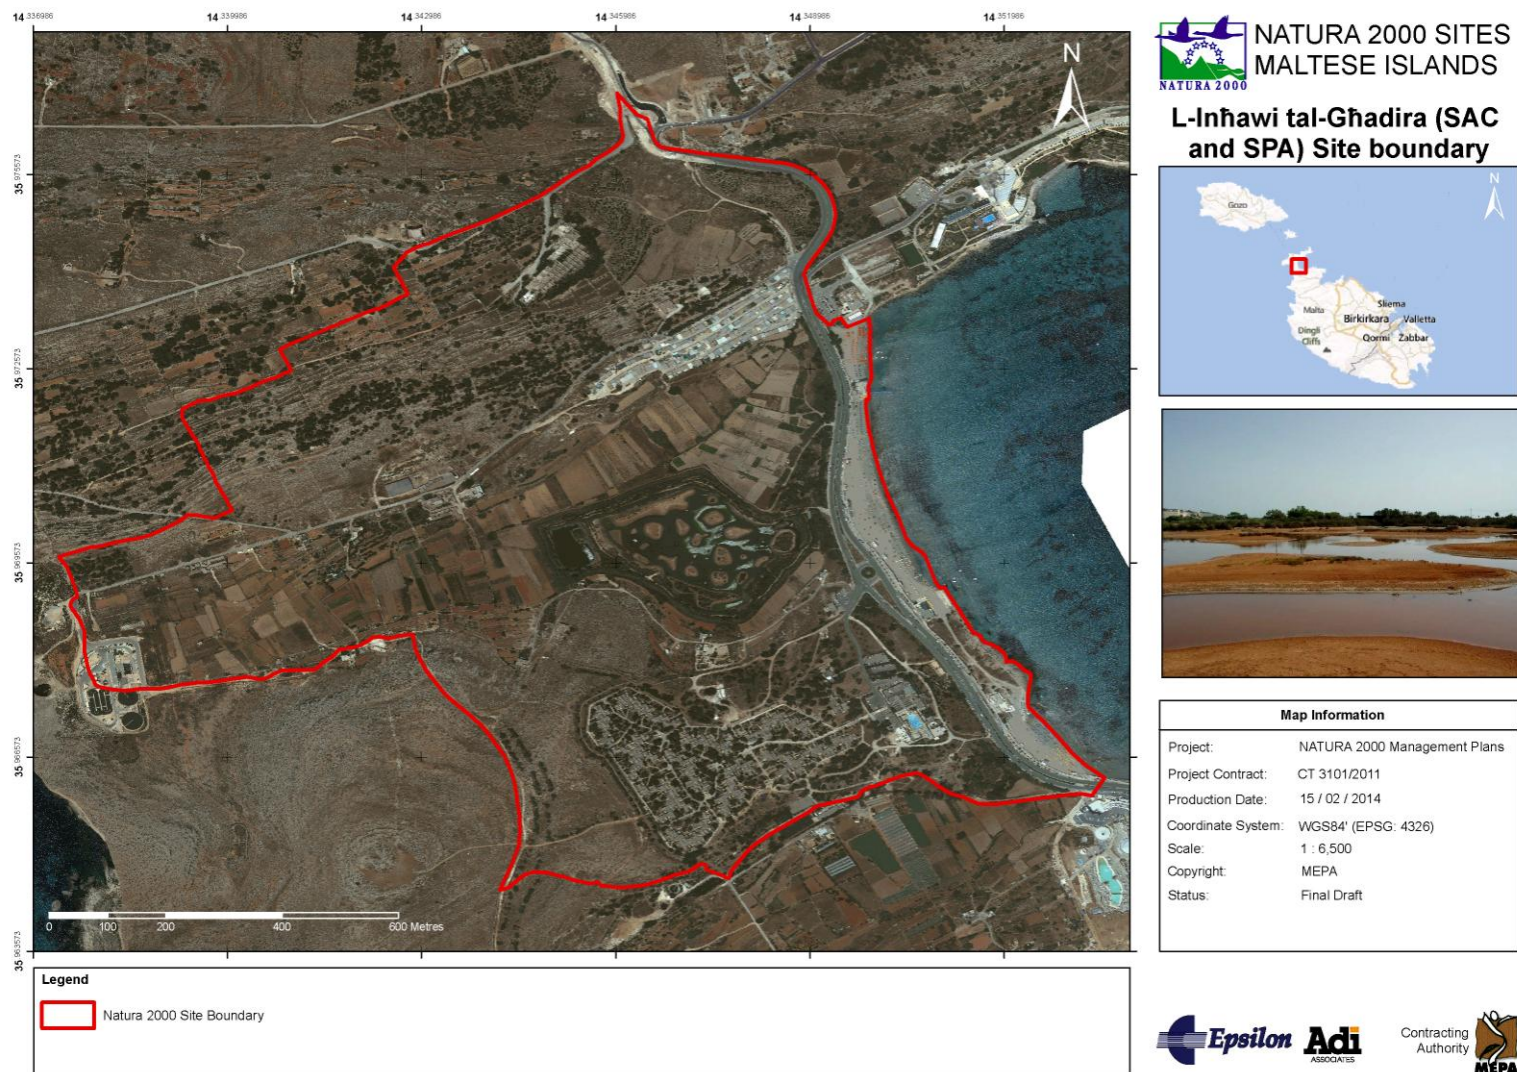 14.336986
14.339986
14.342986
14.345986
14.348986
14.351986
35.975573
35.972573
35.969573
35.966573
35.963573
N
0 100 200 400 600 Metres
Legend
Natura 2000 Site Boundary
NATURA 2000
NATURA 2000 SITES
MALTESE ISLANDS
L-Inħawi tal-Għadira (SAC
and SPA) Site boundary
N
Gozo
Malta
Sliema
Birkirkara
Valletta
Dingli
Cliffs
Qormi
Zabbar
Map Information
Project: NATURA 2000 Management Plans
Project Contract: CT 3101/2011
Production Date: 15 / 02 / 2014
Coordinate System: WGS84' (EPSG: 4326)
Scale: 1 : 6,500
Copyright: MEPA
Status: Final Draft
Epsilon
Adi
ASSOCIATES
Contracting
Authority
MEPA